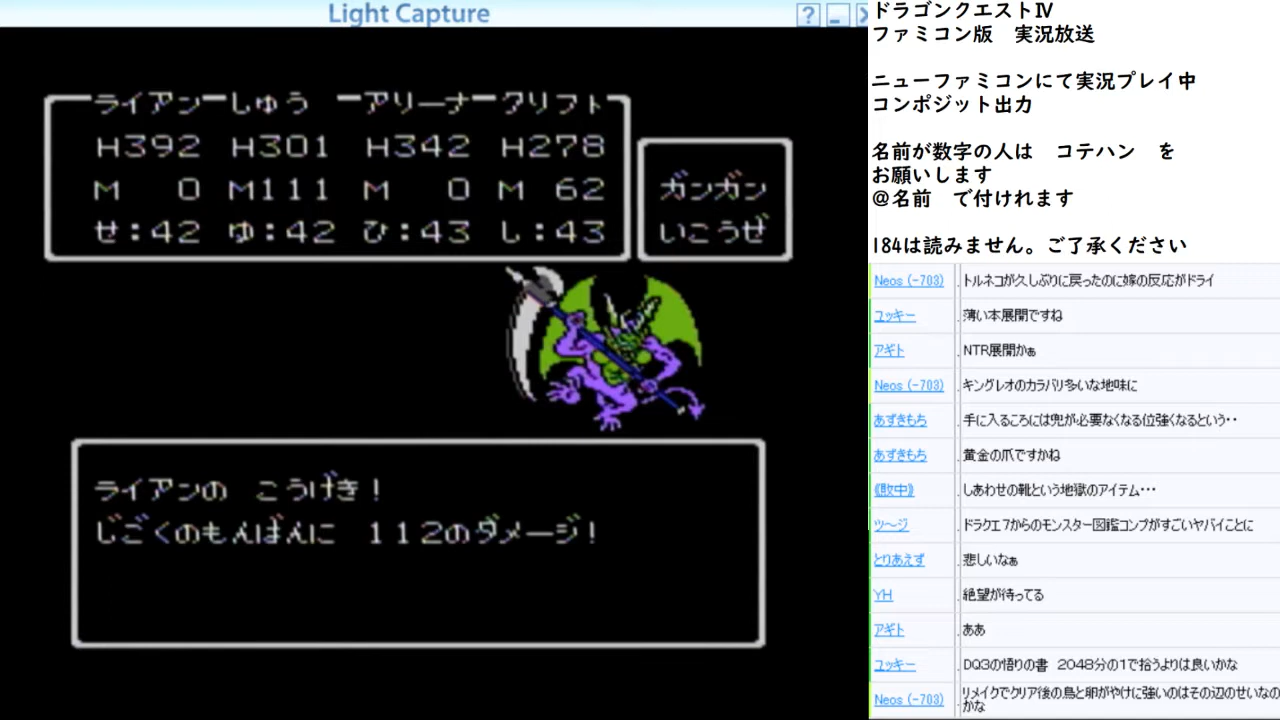 Light Capture
ライアン しゅう アリーナ クリフト
H392 H301 H342 H278
M 0 M111 M 0 M 62
せ:42 ゆ:42 ひ:43 し:43
ガンガン
いこうぜ
ライアンの こうげき！
じごくのもんばんに 112のダメージ！
ドラゴンクエストⅣ
ファミコン版 実況放送
ニューファミコンにて実況プレイ中
コンポジット出力
名前が数字の人は コテハン を
お願いします
@名前 で付けれます
184は読みません。ご了承ください
Neos (-703) .トルネコが久しぶりに戻ったのに嫁の反応がドライ
ユッキー .薄い本展開ですね
アギト .NTR展開かぁ
Neos (-703) .キングレオのカラバリ多いな地味に
あずきもち .手に入るころには兜が必要なくなる位強くなるという・・
あずきもち .黄金の爪ですかね
《敗中》 .しあわせの靴という地獄のアイテム・・・
ツ～ジ .ドラクエ7からのモンスター図鑑コンプがすごいヤバイことに
とりあえず .悲しいなぁ
YH .絶望が待ってる
アギト .ああ
ユッキー .DQ3の悟りの書 2048分の1で拾うよりは良いかな
Neos (-703) .リメイクでクリア後の鳥と卵がやけに強いのはその辺のせいなの
かな